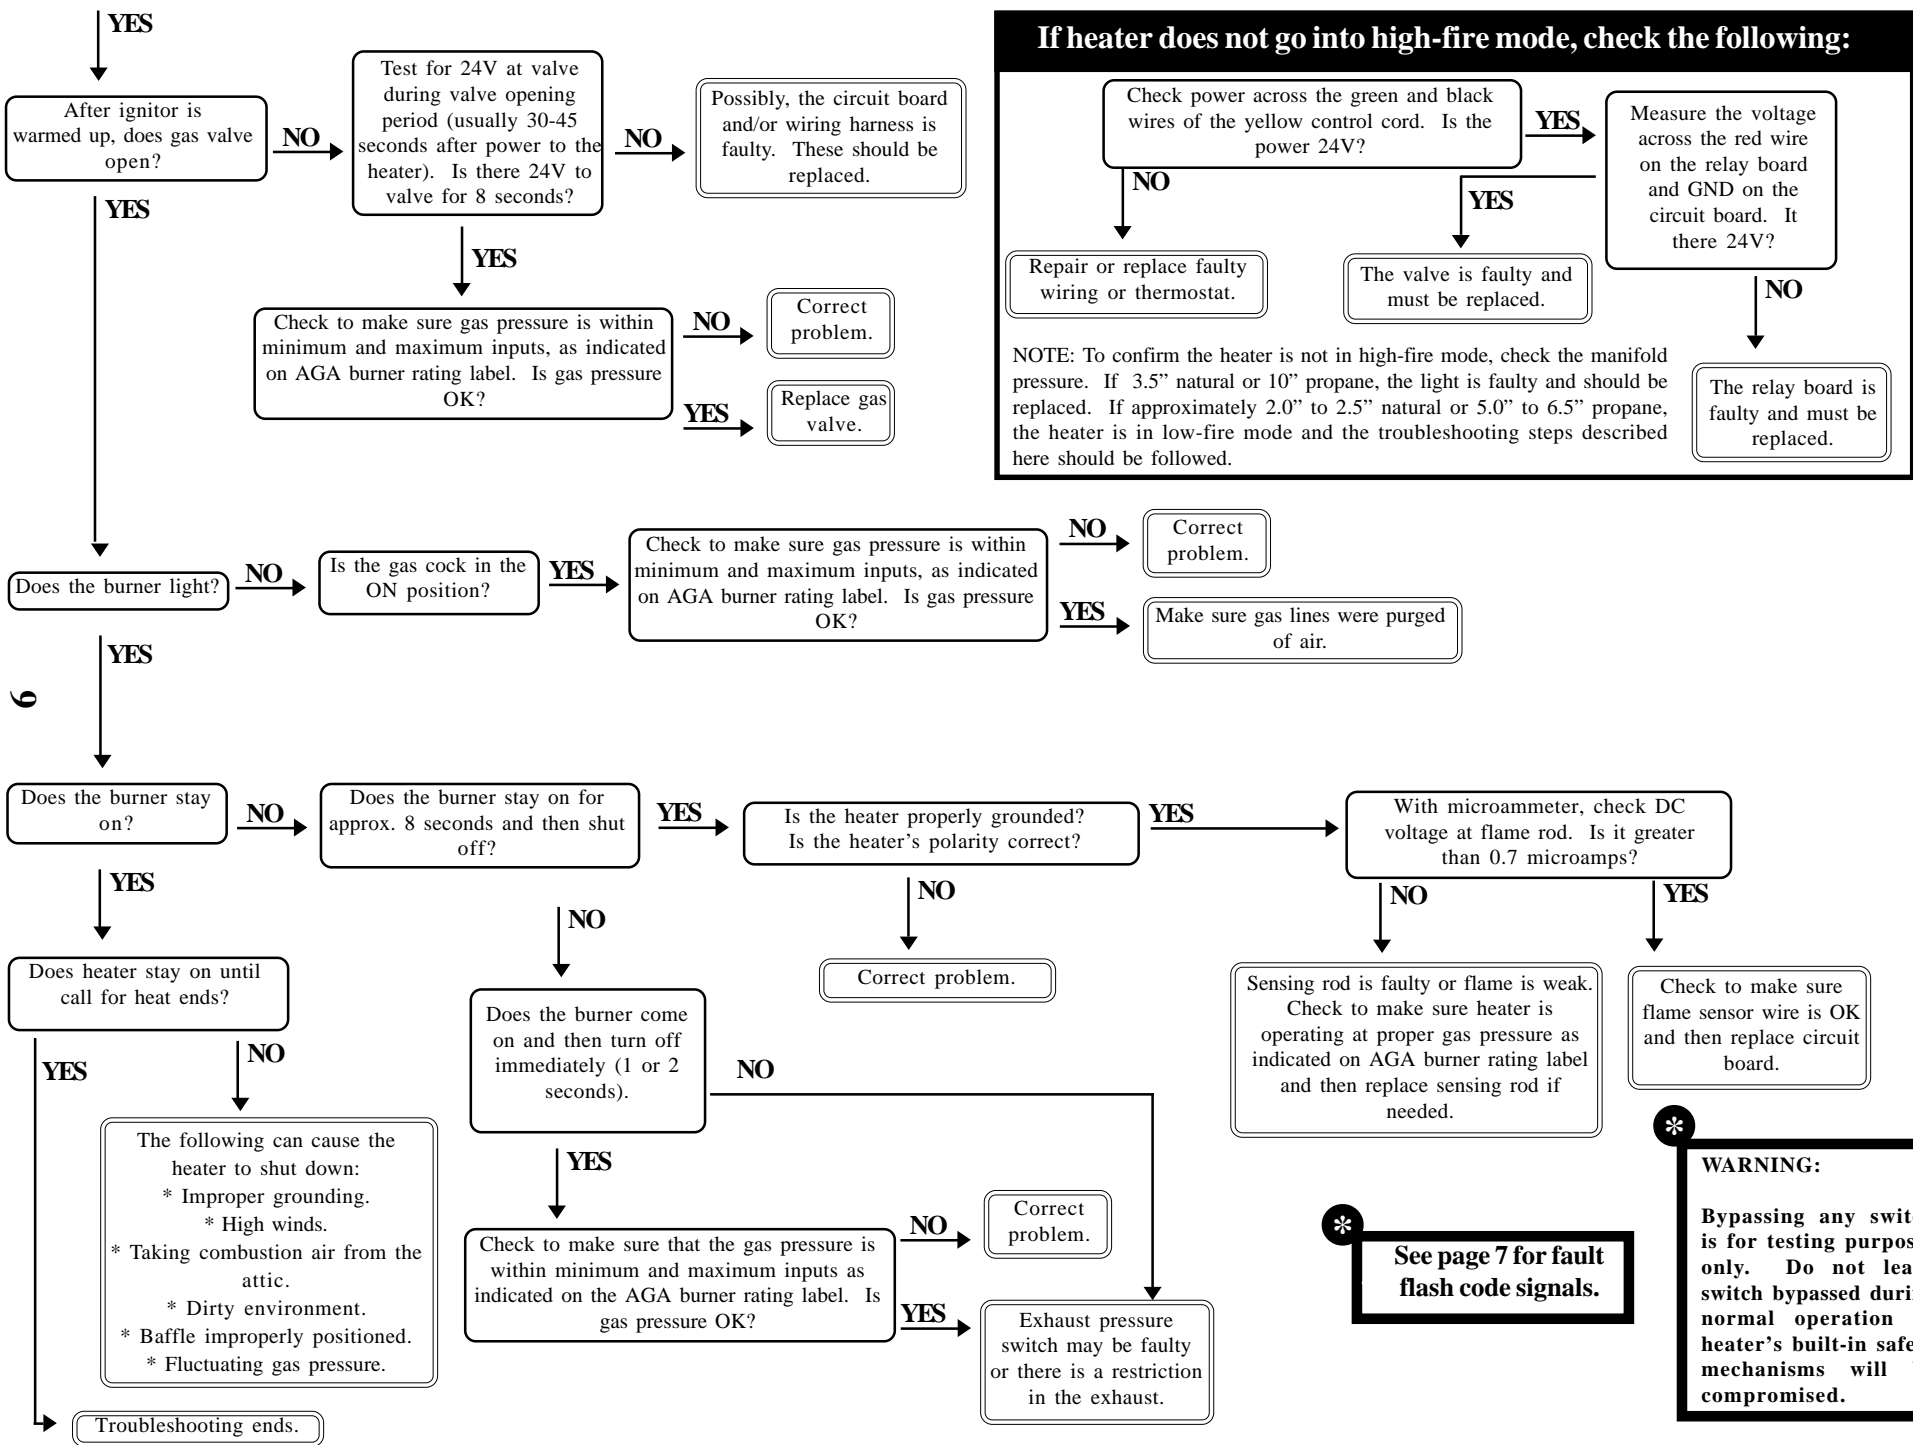 YES
After ignitor is
warmed up, does gas valve
open?
NO
Test for 24V at valve
during valve opening
period (usually 30-45
seconds after power to the
heater). Is there 24V to
valve for 8 seconds?
NO
Possibly, the circuit board
and/or wiring harness is
faulty. These should be
replaced.
YES
YES
Check to make sure gas pressure is within
minimum and maximum inputs, as indicated
on AGA burner rating label. Is gas pressure
OK?
NO
Correct
problem.
YES
Replace gas
valve.
If heater does not go into high-fire mode, check the following:
Check power across the green and black
wires of the yellow control cord. Is the
power 24V?
YES
Measure the voltage
across the red wire
on the relay board
and GND on the
circuit board. It
there 24V?
NO
YES
NO
Repair or replace faulty
wiring or thermostat.
The valve is faulty and
must be replaced.
The relay board is
faulty and must be
replaced.
NOTE: To confirm the heater is not in high-fire mode, check the manifold
pressure. If 3.5” natural or 10” propane, the light is faulty and should be
replaced. If approximately 2.0” to 2.5” natural or 5.0” to 6.5” propane,
the heater is in low-fire mode and the troubleshooting steps described
here should be followed.
Does the burner light?
NO
Is the gas cock in the
ON position?
YES
Check to make sure gas pressure is within
minimum and maximum inputs, as indicated
on AGA burner rating label. Is gas pressure
OK?
NO
Correct
problem.
YES
Make sure gas lines were purged
of air.
YES
6
Does the burner stay
on?
NO
Does the burner stay on for
approx. 8 seconds and then shut
off?
YES
Is the heater properly grounded?
Is the heater’s polarity correct?
YES
With microammeter, check DC
voltage at flame rod. Is it greater
than 0.7 microamps?
YES
NO
NO
NO
YES
Does heater stay on until
call for heat ends?
Does the burner come
on and then turn off
immediately (1 or 2
seconds).
Correct problem.
Sensing rod is faulty or flame is weak.
Check to make sure heater is
operating at proper gas pressure as
indicated on AGA burner rating label
and then replace sensing rod if
needed.
Check to make sure
flame sensor wire is OK
and then replace circuit
board.
YES
NO
NO
The following can cause the
heater to shut down:
* Improper grounding.
* High winds.
* Taking combustion air from the
attic.
* Dirty environment.
* Baffle improperly positioned.
* Fluctuating gas pressure.
YES
Check to make sure that the gas pressure is
within minimum and maximum inputs as
indicated on the AGA burner rating label. Is
gas pressure OK?
NO
Correct
problem.
YES
Exhaust pressure
switch may be faulty
or there is a restriction
in the exhaust.
Troubleshooting ends.
*
See page 7 for fault
flash code signals.
*
WARNING:
Bypassing any swit
is for testing purpos
only. Do not lea
switch bypassed duri
normal operation
heater’s built-in safe
mechanisms will
compromised.